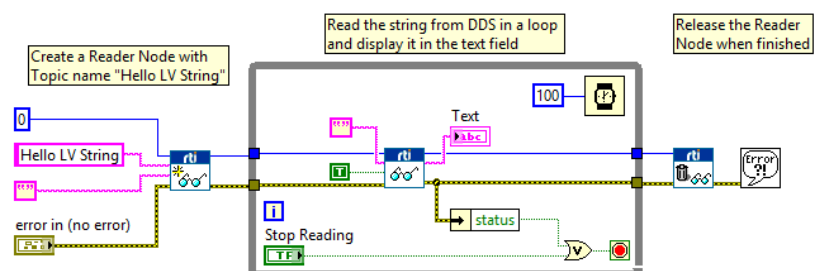 Create a Reader Node with
Topic name "Hello LV String"
Read the string from DDS in a loop
and display it in the text field
Release the Reader
Node when finished
0
Hello LV String
""
error in (no error)
rti
""
T
rti
Text
abc
100
i
Stop Reading
TF
status
V
rti
Error
?!